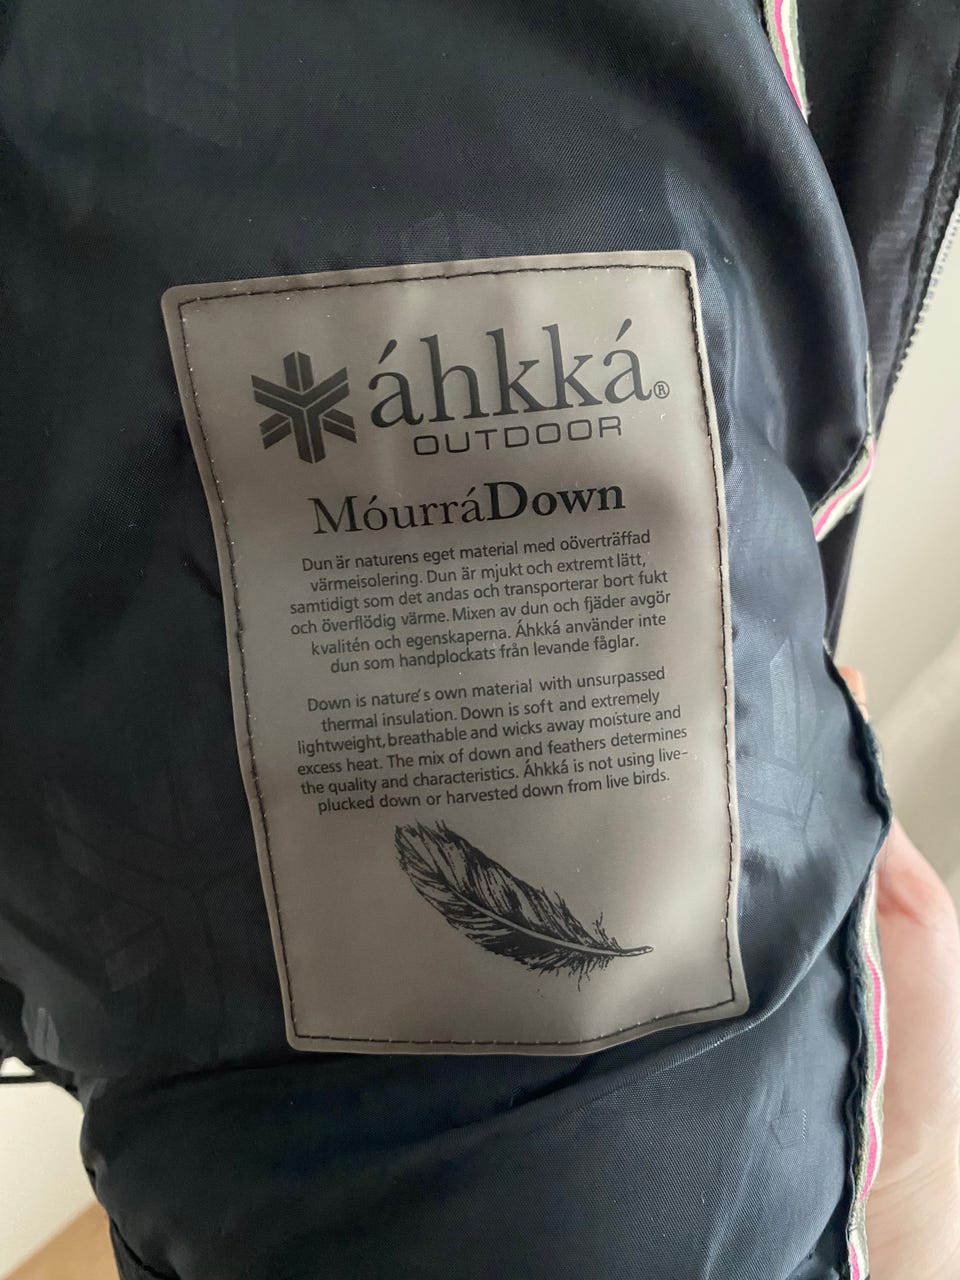 áhkká®
OUTDOOR
MóurráDown
Dun är naturens eget material med oöverträffad
värmeisolering. Dun är mjukt och extremt lätt,
samtidigt som det andas och transporterar bort fukt
och överflödig värme. Mixen av dun och fjäder avgör
kvalitén och egenskaperna. Áhkká använder inte
dun som handplockats från levande fåglar.
Down is nature's own material with unsurpassed
thermal insulation. Down is soft and extremely
lightweight, breathable and wicks away moisture and
excess heat. The mix of down and feathers determines
the quality and characteristics. Áhkká is not using live-
plucked down or harvested down from live birds.